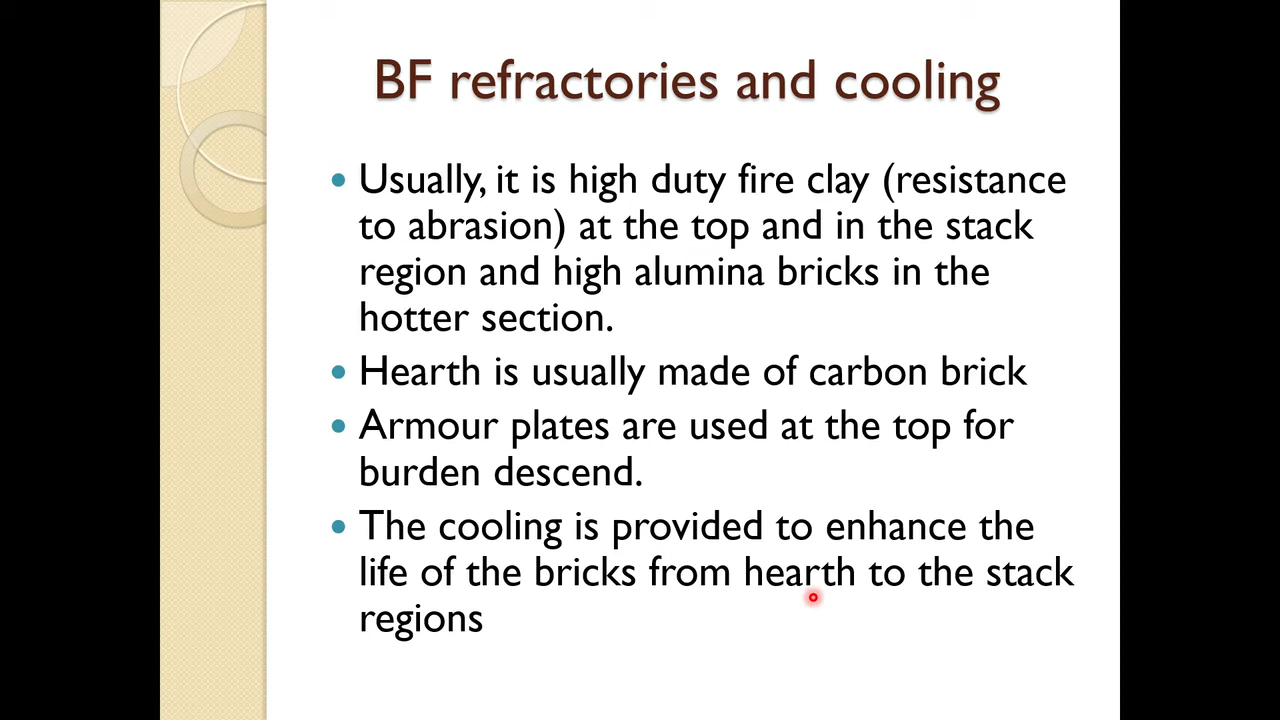 BF refractories and cooling
• Usually, it is high duty fire clay (resistance
to abrasion) at the top and in the stack
region and high alumina bricks in the
hotter section.
• Hearth is usually made of carbon brick
• Armour plates are used at the top for
burden descend.
• The cooling is provided to enhance the
life of the bricks from hearth to the stack
regions